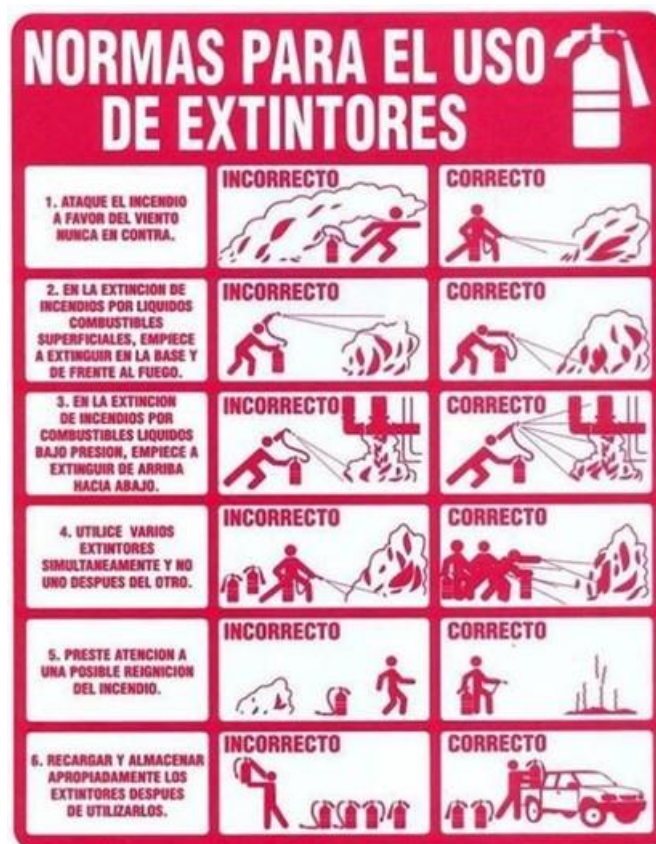 NORMAS PARA EL USO
DE EXTINTORES
1. ATAQUE EL INCENDIO
A FAVOR DEL VIENTO
NUNCA EN CONTRA.
INCORRECTO
CORRECTO
2. EN LA EXTINCION DE
INCENDIOS POR LIQUIDOS
COMBUSTIBLES
SUPERFICIALES, EMPIECE
A EXTINGUIR EN LA BASE Y
DE FRENTE AL FUEGO.
INCORRECTO
CORRECTO
3. EN LA EXTINCION
DE INCENDIOS POR
COMBUSTIBLES LIQUIDOS
BAJO PRESION, EMPIECE A
EXTINGUIR DE ARRIBA
HACIA ABAJO.
INCORRECTO
CORRECTO
4. UTILICE VARIOS
EXTINTORES
SIMULTANEAMENTE Y NO
UNO DESPUES DEL OTRO.
INCORRECTO
CORRECTO
5. PRESTE ATENCION A
UNA POSIBLE REIGNICION
DEL INCENDIO.
INCORRECTO
CORRECTO
6. RECARGAR Y ALMACENAR
APROPIADAMENTE LOS
EXTINTORES DESPUES
DE UTILIZARLOS.
INCORRECTO
CORRECTO